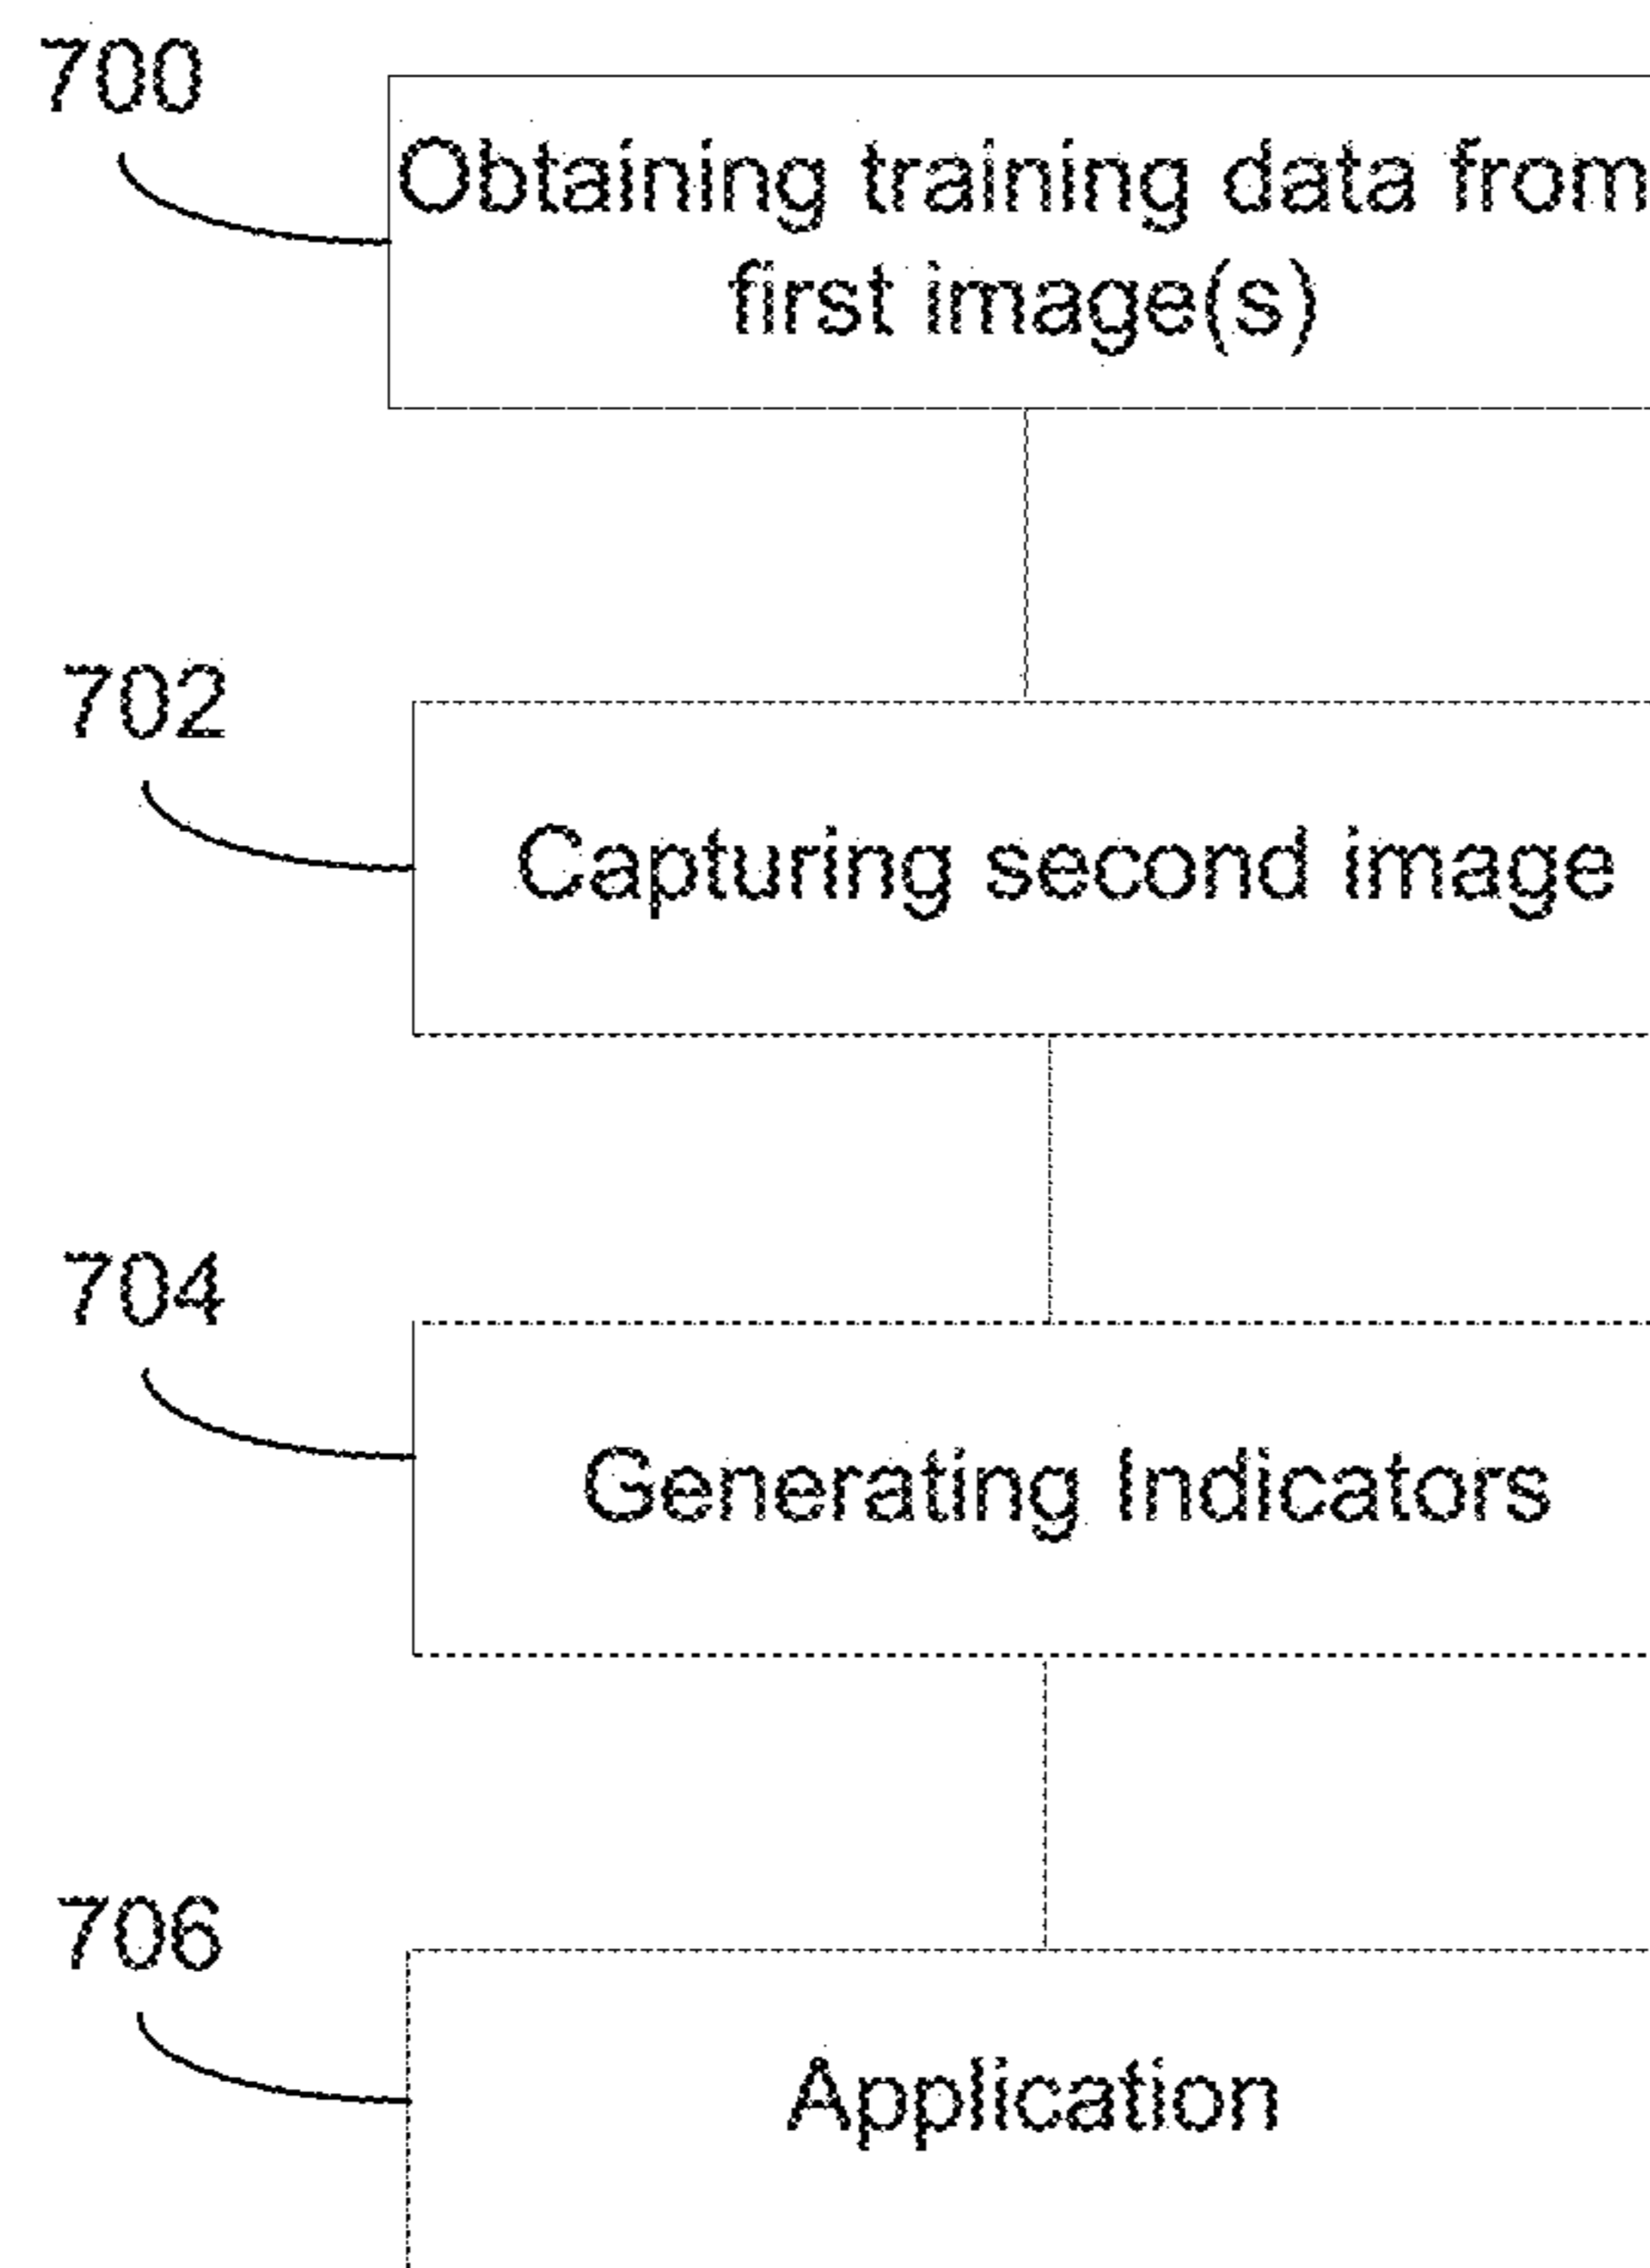 700
Obtaining training data from
first image(s)
702
Capturing second image
704
Generating Indicators
706
Application